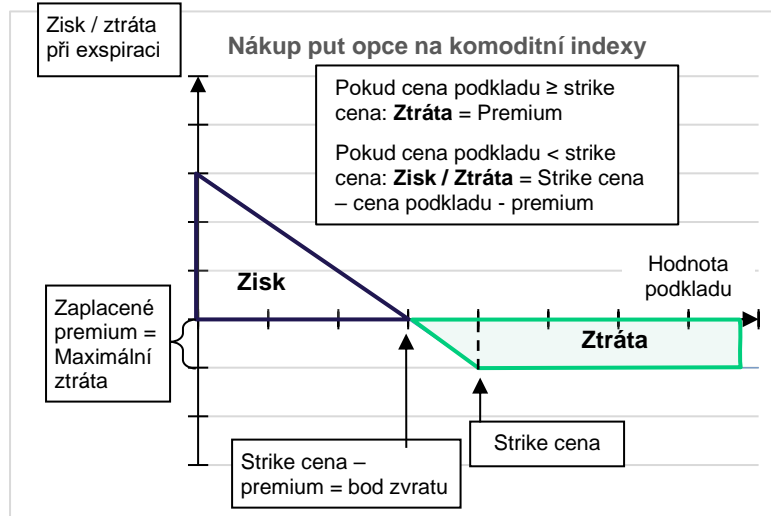 Zisk / ztráta
při exspiraci
Nákup put opce na komoditní indexy
Pokud cena podkladu ≥ strike
cena: Ztráta = Premium
Pokud cena podkladu < strike
cena: Zisk / Ztráta = Strike cena
– cena podkladu - premium
Hodnota
podkladu
Zisk
Zaplacené
premium =
Maximální
ztráta
Ztráta
Strike cena –
premium = bod zvratu
Strike cena